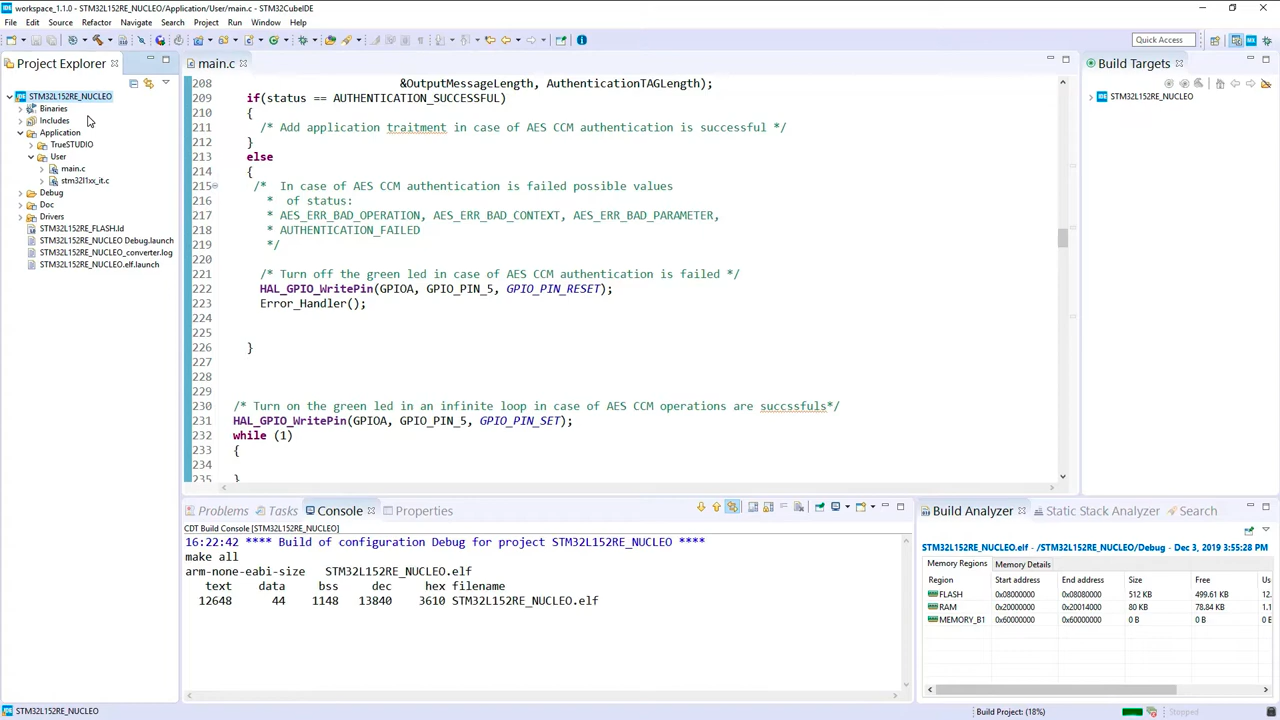 workspace_1.1.0 - STM32L152RE_NUCLEO/Application/User/main.c - STM32CubeIDE
File Edit Source Refactor Navigate Search Project Run Window Help
Quick Access
Project Explorer
STM32L152RE_NUCLEO
Binaries
Includes
Application
TrueSTUDIO
User
main.c
stm32l1xx_it.c
Debug
Doc
Drivers
STM32L152RE_FLASH.ld
STM32L152RE_NUCLEO Debug.launch
STM32L152RE_NUCLEO_converter.log
STM32L152RE_NUCLEO.elf.launch
main.c
208 &OutputMessageLength, AuthenticationTAGLength);
209 if(status == AUTHENTICATION_SUCCESSFUL)
210 {
211 /* Add application traitment in case of AES CCM authentication is successful */
212 }
213 else
214 {
215 /* In case of AES CCM authentication is failed possible values
216 * of status:
217 * AES_ERR_BAD_OPERATION, AES_ERR_BAD_CONTEXT, AES_ERR_BAD_PARAMETER,
218 * AUTHENTICATION_FAILED
219 */
220
221 /* Turn off the green led in case of AES CCM authentication is failed */
222 HAL_GPIO_WritePin(GPIOA, GPIO_PIN_5, GPIO_PIN_RESET);
223 Error_Handler();
224
225
226 }
227
228
229
230 /* Turn on the green led in an infinite loop in case of AES CCM operations are succssfuls*/
231 HAL_GPIO_WritePin(GPIOA, GPIO_PIN_5, GPIO_PIN_SET);
232 while (1)
233 {
234
235 }
Build Targets
STM32L152RE_NUCLEO
Problems Tasks Console Properties
CDT Build Console [STM32L152RE_NUCLEO]
16:22:42 **** Build of configuration Debug for project STM32L152RE_NUCLEO ****
make all
arm-none-eabi-size STM32L152RE_NUCLEO.elf
text data bss dec hex filename
12648 44 1148 13840 3610 STM32L152RE_NUCLEO.elf
Build Analyzer Static Stack Analyzer Search
STM32L152RE_NUCLEO.elf - /STM32L152RE_NUCLEO/Debug - Dec 3, 2019 3:55:28 PM
Memory Regions Memory Details
Region Start address End address Size Free Us
FLASH 0x08000000 0x08080000 512 KB 499.61 KB 12.
RAM 0x20000000 0x20014000 80 KB 78.84 KB 1.1
MEMORY_B1 0x60000000 0x60000000 0 B 0 B
STM32L152RE_NUCLEO
Build Project: (18%)
Stopped